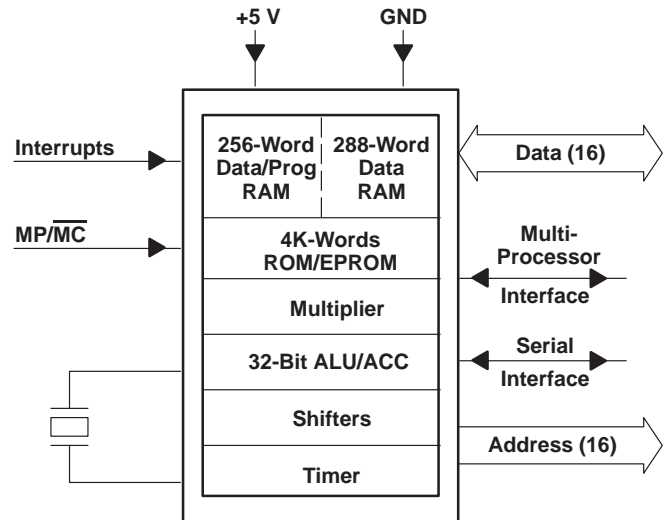 +5 V
GND
Interrupts
256-Word
Data/Prog
RAM
288-Word
Data
RAM
Data (16)
MP/M̅C̅
4K-Words
ROM/EPROM
Multi-
Processor
Interface
Multiplier
32-Bit ALU/ACC
Serial
Interface
Shifters
Address (16)
Timer